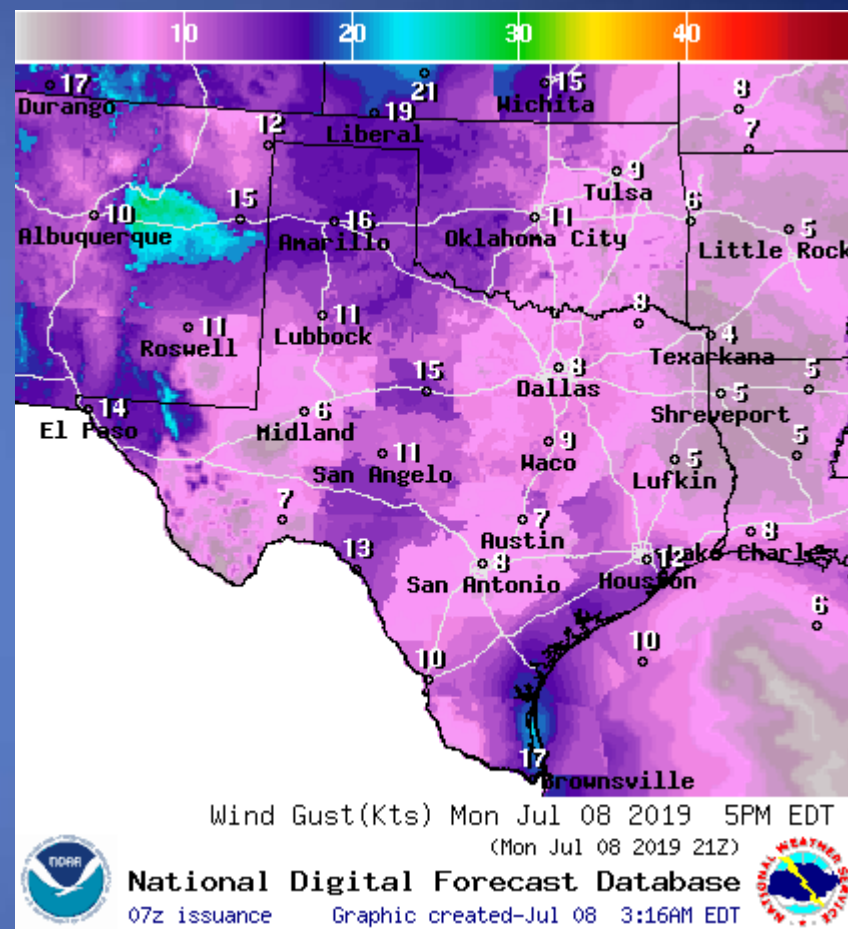 10 20 30 40
17 21 15 8
Durango Wichita
19
Liberal
12 7
9
Tulsa
10 15 16 11 6 5
Albuquerque Amarillo Oklahoma City Little Rock
11 11 8
Roswell Lubbock
4
Texarkana
15 8 5
Dallas
14 6 5
El Paso Midland Shreveport
11 9 5 5
San Angelo Waco Lufkin
7 7 8
Austin
13 8 12 Lake Charles
San Antonio Houston
6
10 10
17
Brownsville
Wind Gust(Kts) Mon Jul 08 2019 5PM EDT
(Mon Jul 08 2019 21Z)
National Digital Forecast Database
07z issuance Graphic created-Jul 08 3:16AM EDT
NOAA
NATIONAL WEATHER SERVICE